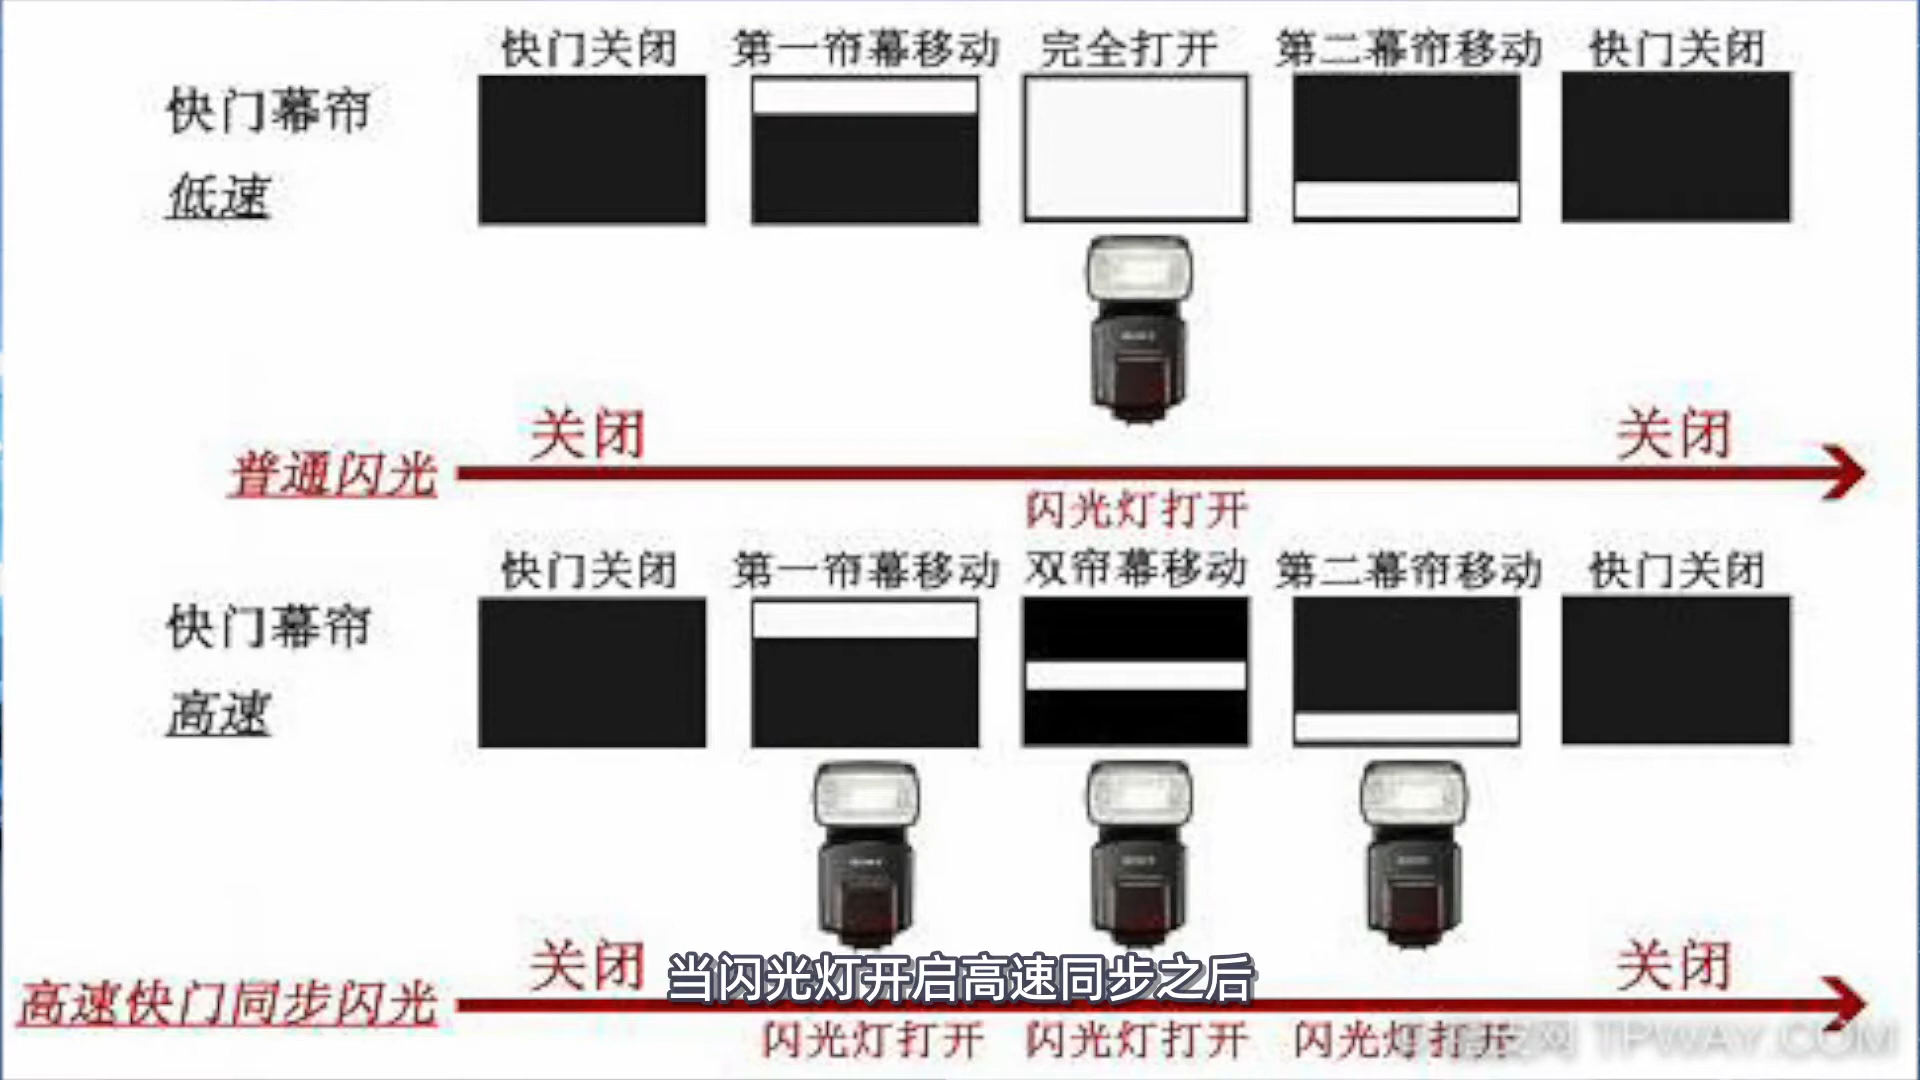 快门关闭 第一帘幕移动 完全打开 第二幕帘移动 快门关闭
快门幕帘
低速
关闭 关闭
普通闪光
闪光灯打开
快门关闭 第一帘幕移动 双帘幕移动 第二幕帘移动 快门关闭
快门幕帘
高速
关闭 当闪光灯开启高速同步之后 关闭
高速快门同步闪光
闪光灯打开 闪光灯打开 闪光灯打开 网 TPWAY.COM